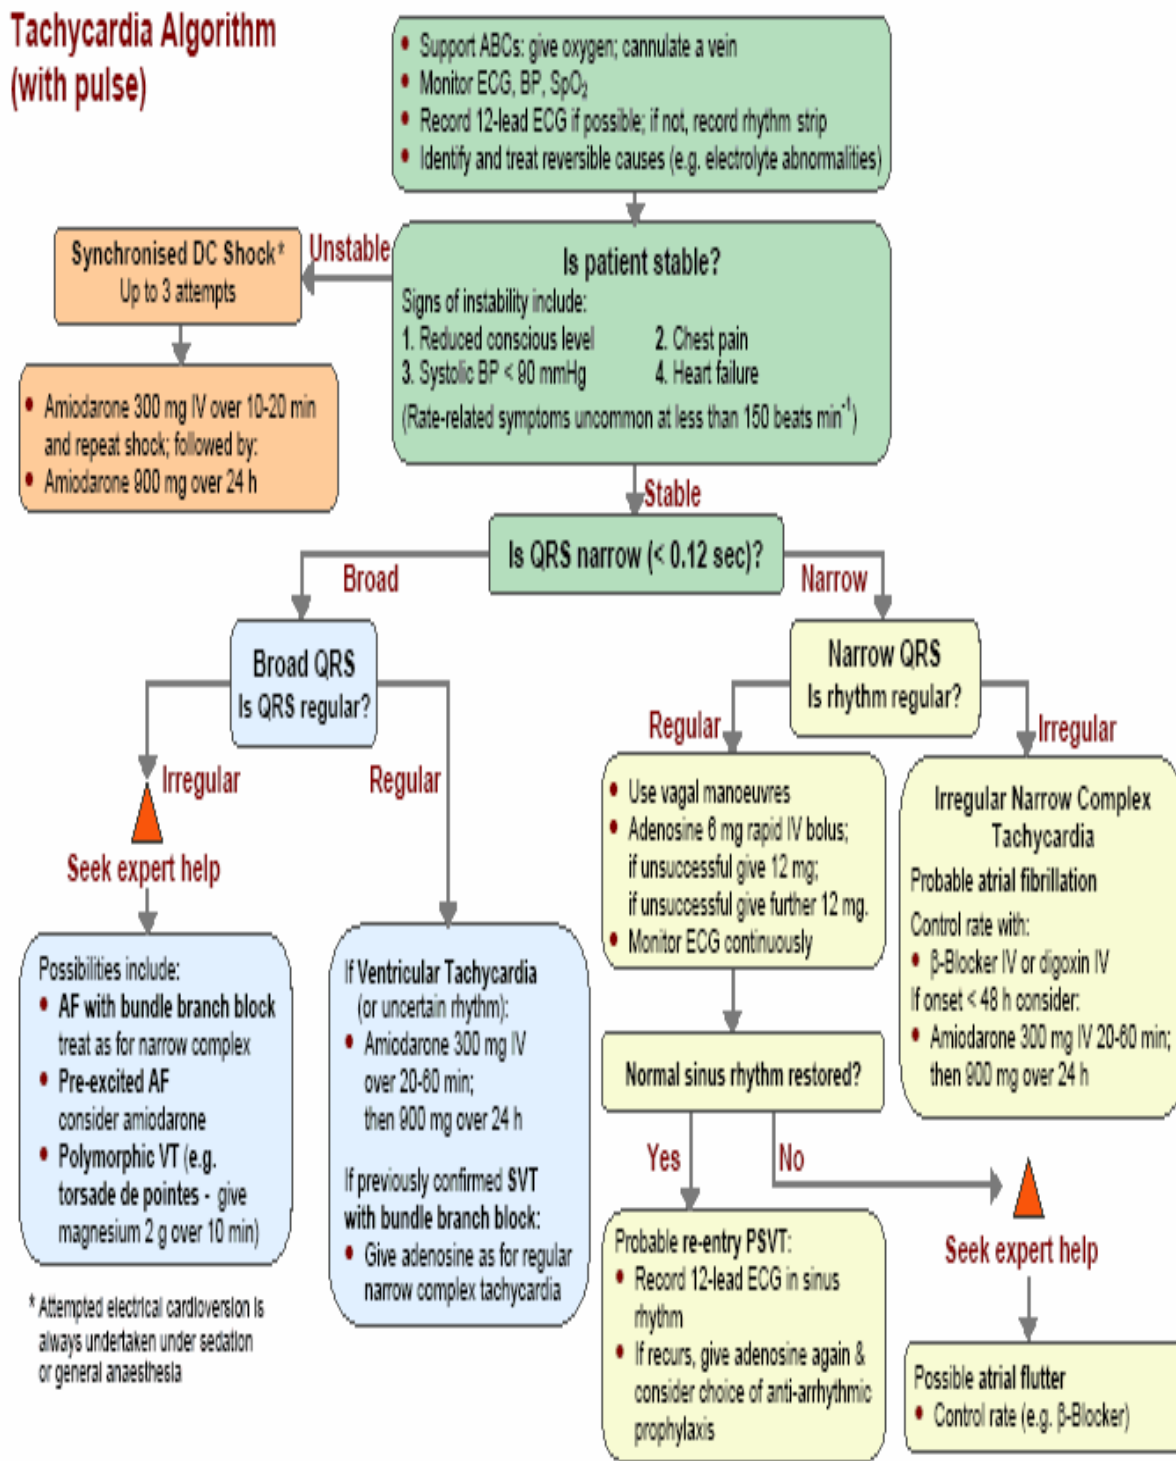 Tachycardia Algorithm
(with pulse)
• Support ABCs: give oxygen; cannulate a vein
• Monitor ECG, BP, SpO₂
• Record 12-lead ECG if possible; if not, record rhythm strip
• Identify and treat reversible causes (e.g. electrolyte abnormalities)
Is patient stable?
Signs of instability include:
1. Reduced conscious level 2. Chest pain
3. Systolic BP < 90 mmHg 4. Heart failure
(Rate-related symptoms uncommon at less than 150 beats min⁻¹)
Unstable
Synchronised DC Shock*
Up to 3 attempts
• Amiodarone 300 mg IV over 10-20 min
and repeat shock; followed by:
• Amiodarone 900 mg over 24 h
Stable
Is QRS narrow (< 0.12 sec)?
Broad
Narrow
Broad QRS
Is QRS regular?
Irregular
Regular
Seek expert help
Possibilities include:
• AF with bundle branch block
treat as for narrow complex
• Pre-excited AF
consider amiodarone
• Polymorphic VT (e.g.
torsade de pointes - give
magnesium 2 g over 10 min)
If Ventricular Tachycardia
(or uncertain rhythm):
• Amiodarone 300 mg IV
over 20-60 min;
then 900 mg over 24 h
If previously confirmed SVT
with bundle branch block:
• Give adenosine as for regular
narrow complex tachycardia
Narrow QRS
Is rhythm regular?
Regular
Irregular
• Use vagal manoeuvres
• Adenosine 6 mg rapid IV bolus;
if unsuccessful give 12 mg;
if unsuccessful give further 12 mg.
• Monitor ECG continuously
Irregular Narrow Complex
Tachycardia
Probable atrial fibrillation
Control rate with:
• β-Blocker IV or digoxin IV
If onset < 48 h consider:
• Amiodarone 300 mg IV 20-60 min;
then 900 mg over 24 h
Normal sinus rhythm restored?
Yes
No
Probable re-entry PSVT:
• Record 12-lead ECG in sinus
rhythm
• If recurs, give adenosine again &
consider choice of anti-arrhythmic
prophylaxis
Seek expert help
Possible atrial flutter
• Control rate (e.g. β-Blocker)
* Attempted electrical cardioversion is
always undertaken under sedation
or general anaesthesia